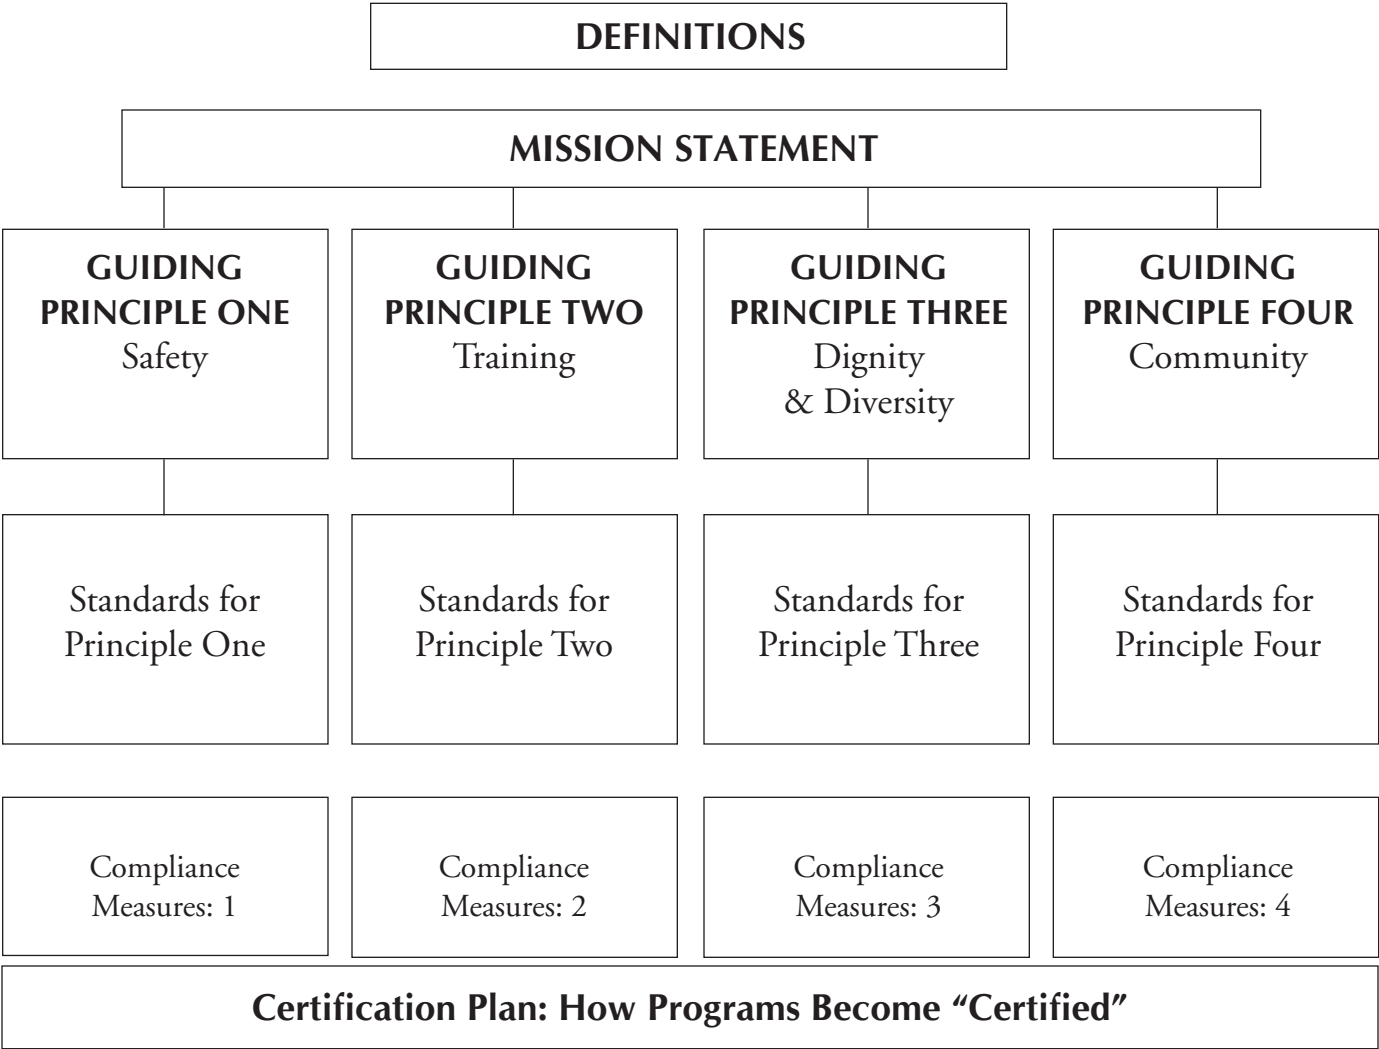 DEFINITIONS
MISSION STATEMENT
GUIDING
PRINCIPLE ONE
Safety
GUIDING
PRINCIPLE TWO
Training
GUIDING
PRINCIPLE THREE
Dignity
& Diversity
GUIDING
PRINCIPLE FOUR
Community
Standards for
Principle One
Standards for
Principle Two
Standards for
Principle Three
Standards for
Principle Four
Compliance
Measures: 1
Compliance
Measures: 2
Compliance
Measures: 3
Compliance
Measures: 4
Certification Plan: How Programs Become “Certified”